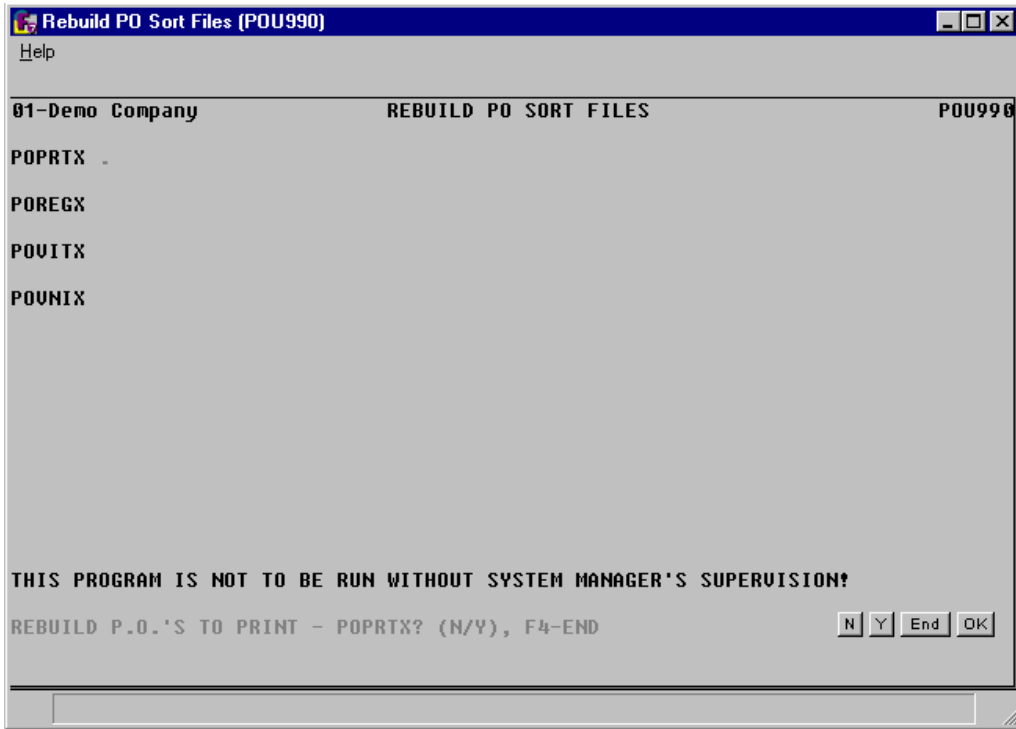 Rebuild PO Sort Files (POU990)
Help
01-Demo Company REBUILD PO SORT FILES POU990
POPRTX .
POREGX
POVITX
POVNIX
THIS PROGRAM IS NOT TO BE RUN WITHOUT SYSTEM MANAGER'S SUPERVISION!
REBUILD P.O.'S TO PRINT - POPRTX? (N/Y), F4-END N Y End OK